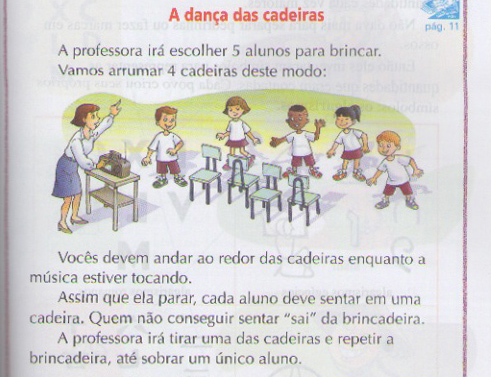 A dança das cadeiras
pág. 11
A professora irá escolher 5 alunos para brincar.
Vamos arrumar 4 cadeiras deste modo:
Vocês devem andar ao redor das cadeiras enquanto a
música estiver tocando.
Assim que ela parar, cada aluno deve sentar em uma
cadeira. Quem não conseguir sentar “sai” da brincadeira.
A professora irá tirar uma das cadeiras e repetir a
brincadeira, até sobrar um único aluno.